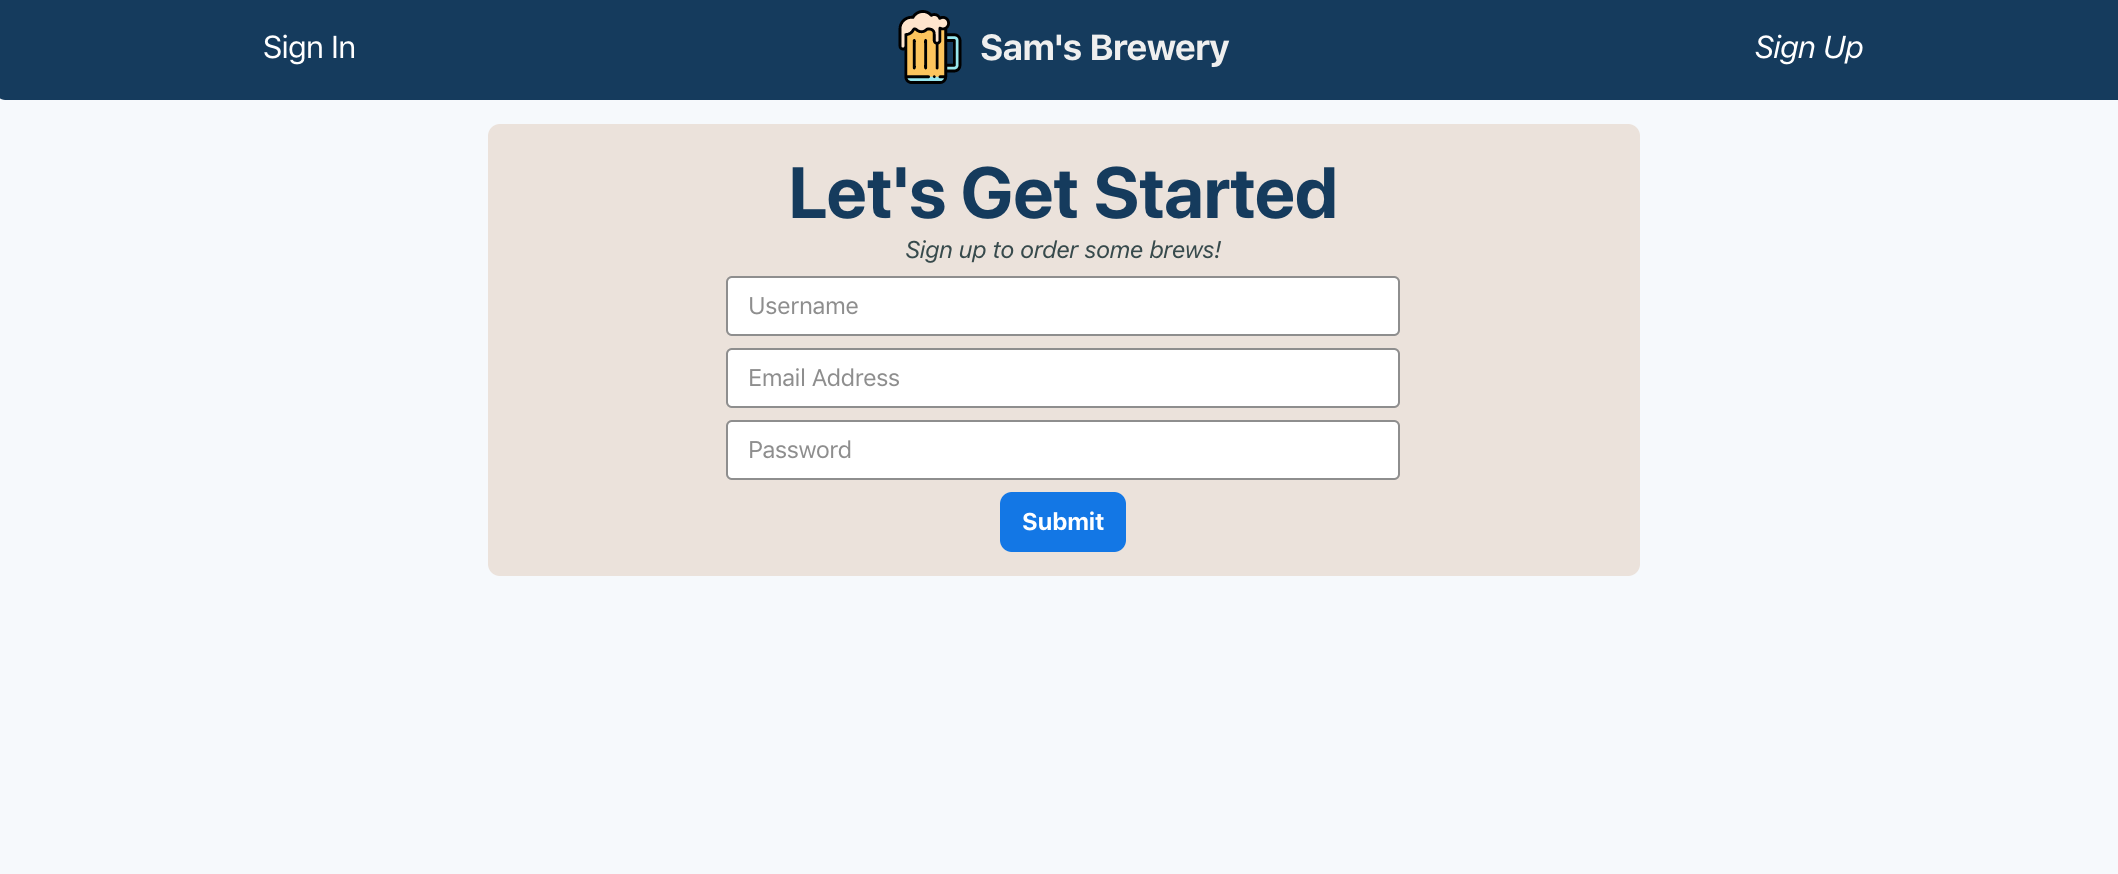 Sign In
Sam's Brewery
Sign Up
Let's Get Started
Sign up to order some brews!
Username
Email Address
Password
Submit